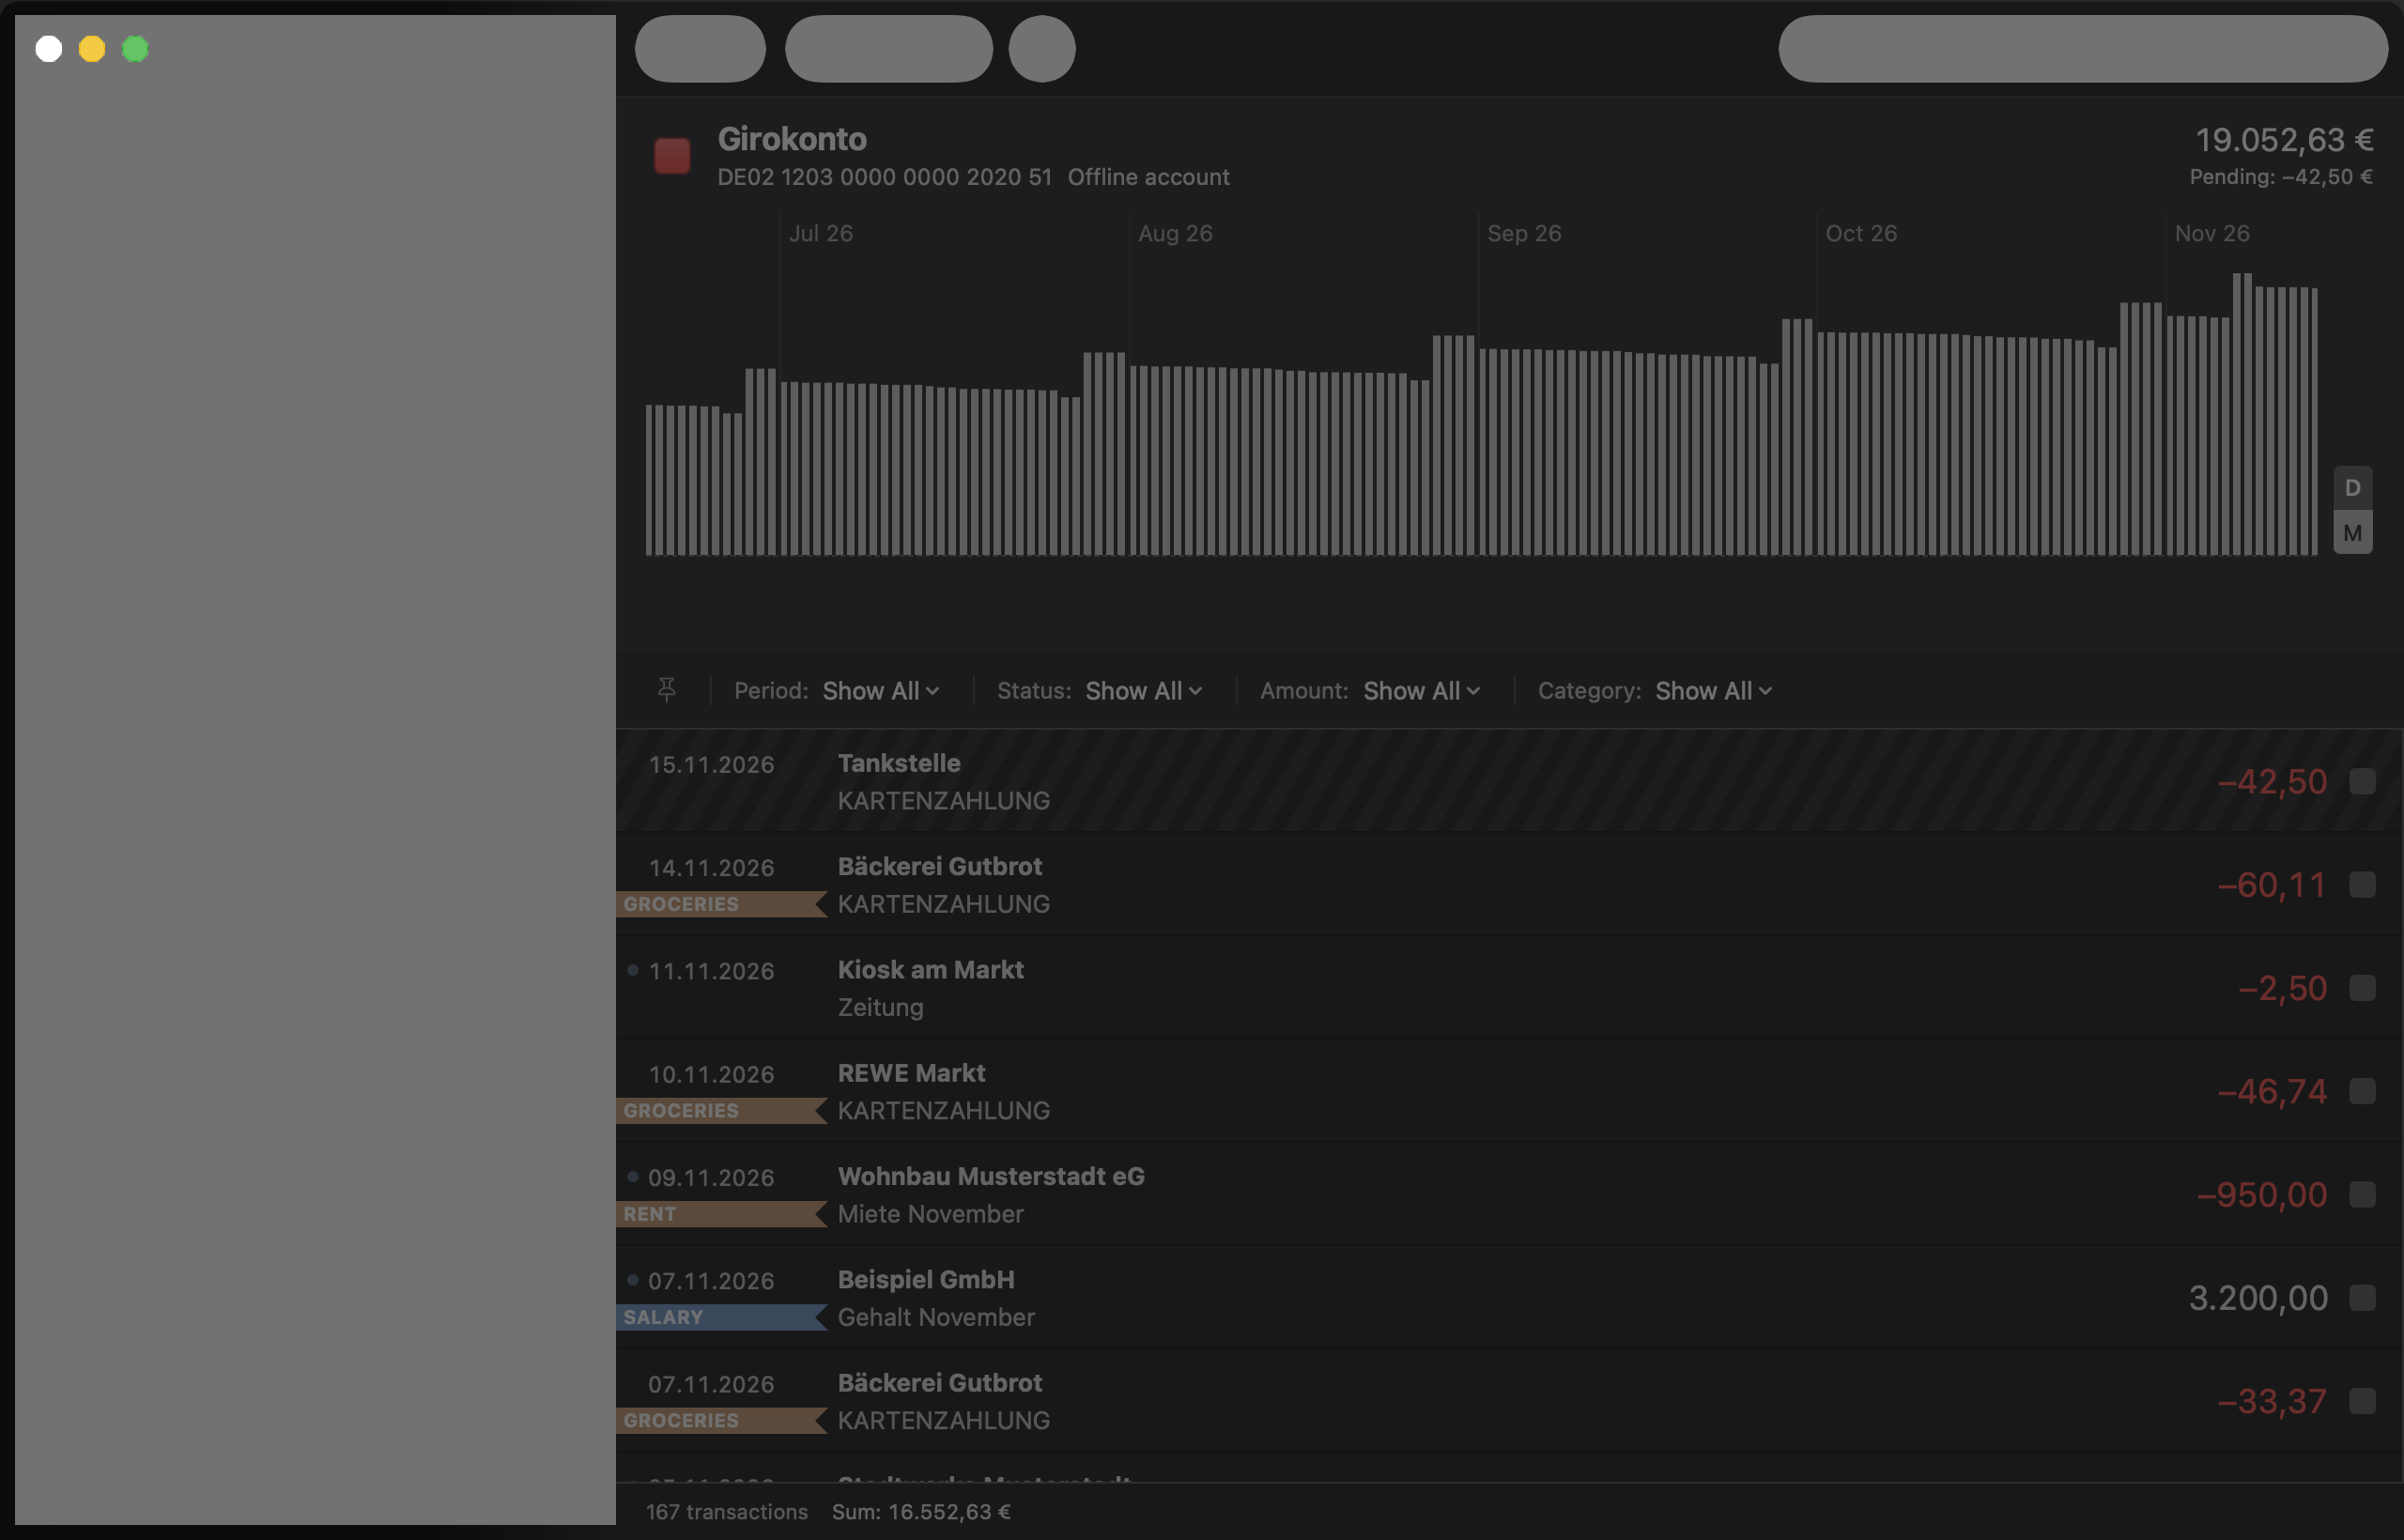 Girokonto
19.052,63 €
DE02 1203 0000 0000 2020 51 Offline account
Pending: −42,50 €
Jul 26
Aug 26
Sep 26
Oct 26
Nov 26
D
M
Period: Show All
Status: Show All
Amount: Show All
Category: Show All
15.11.2026
Tankstelle
KARTENZAHLUNG
−42,50
14.11.2026
Bäckerei Gutbrot
GROCERIES
KARTENZAHLUNG
−60,11
11.11.2026
Kiosk am Markt
Zeitung
−2,50
10.11.2026
REWE Markt
GROCERIES
KARTENZAHLUNG
−46,74
09.11.2026
Wohnbau Musterstadt eG
RENT
Miete November
−950,00
07.11.2026
Beispiel GmbH
SALARY
Gehalt November
3.200,00
07.11.2026
Bäckerei Gutbrot
GROCERIES
KARTENZAHLUNG
−33,37
167 transactions
Sum: 16.552,63 €